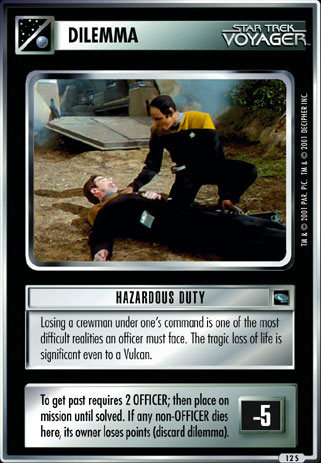 DILEMMA
STAR TREK
VOYAGER
TM & © 2001 PAR. PIC. TM & © 2001 DECIPHER INC.
HAZARDOUS DUTY
Losing a crewman under one's command is one of the most
difficult realities an officer must face. The tragic loss of life is
significant even to a Vulcan.
To get past requires 2 OFFICER; then place on
mission until solved. If any non-OFFICER dies
here, its owner loses points (discard dilemma).
-5
12 S